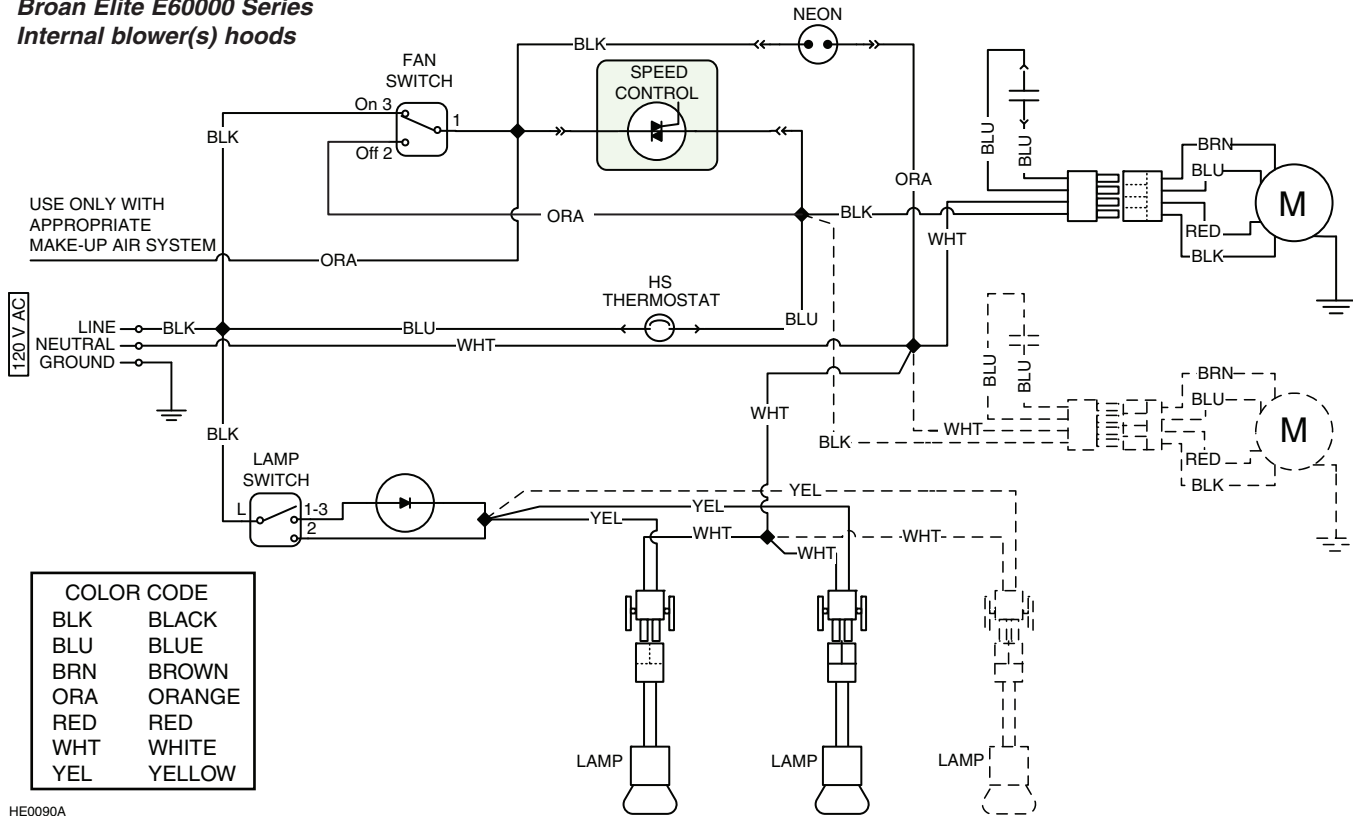 Broan Elite E60000 Series
Internal blower(s) hoods
NEON
BLK
FAN
SWITCH
SPEED
CONTROL
On 3
1
Off 2
BLK
BLU
BLU
BRN
BLU
M
RED
BLK
ORA
USE ONLY WITH
APPROPRIATE
MAKE-UP AIR SYSTEM
ORA
BLK
WHT
ORA
HS
THERMOSTAT
BLU
120 V AC
LINE
BLK
BLU
NEUTRAL
WHT
GROUND
BLU
BLU
BRN
BLU
M
RED
BLK
WHT
WHT
BLK
BLK
LAMP
SWITCH
L
1-3
2
YEL
YEL
YEL
WHT
WHT
WHT
COLOR CODE
BLK BLACK
BLU BLUE
BRN BROWN
ORA ORANGE
RED RED
WHT WHITE
YEL YELLOW
LAMP
LAMP
LAMP
HE0090A